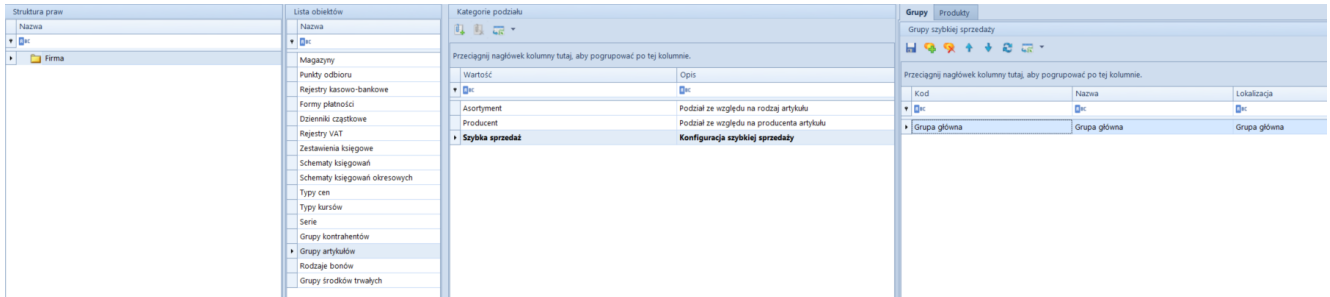 Struktura praw
Nazwa
Firma
Lista obiektów
Nazwa
Magazyny
Punkty odbioru
Rejestry kasowo-bankowe
Formy płatności
Dzienniki cząstkowe
Rejestry VAT
Zestawienia księgowe
Schematy księgowań
Schematy księgowań okresowych
Typy cen
Typy kursów
Serie
Grupy kontrahentów
Grupy artykułów
Rodzaje bonów
Grupy środków trwałych
Kategorie podziału
Przeciągnij nagłówek kolumny tutaj, aby pogrupować po tej kolumnie.
Wartość Opis
Asortyment Podział ze względu na rodzaj artykułu
Producent Podział ze względu na producenta artykułu
Szybka sprzedaż Konfiguracja szybkiej sprzedaży
Grupy Produkty
Grupy szybkiej sprzedaży
Przeciągnij nagłówek kolumny tutaj, aby pogrupować po tej kolumnie.
Kod Nazwa Lokalizacja
Grupa główna Grupa główna Grupa główna